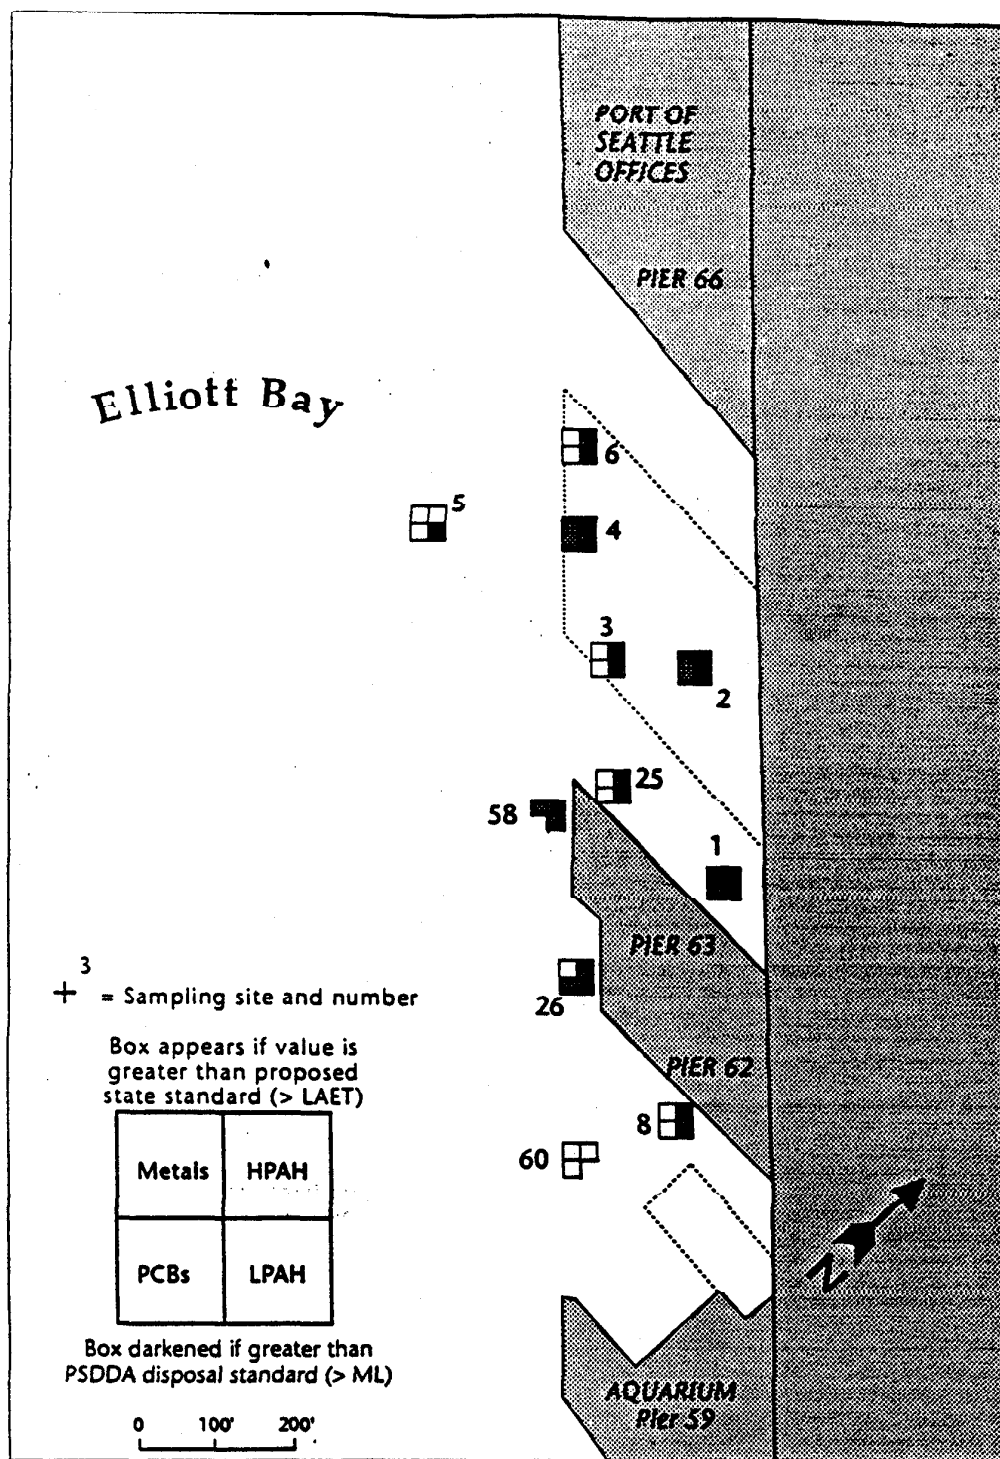 PORT OF
SEATTLE
OFFICES
PIER 66
Elliott Bay
6
5
4
3
2
25
58
1
PIER 63
3
+ = Sampling site and number
26
Box appears if value is
greater than proposed
state standard (> LAET)
PIER 62
Metals HPAH
8
60
PCBs LPAH
N
Box darkened if greater than
PSDDA disposal standard (> ML)
AQUARIUM
Pier 59
0 100' 200'